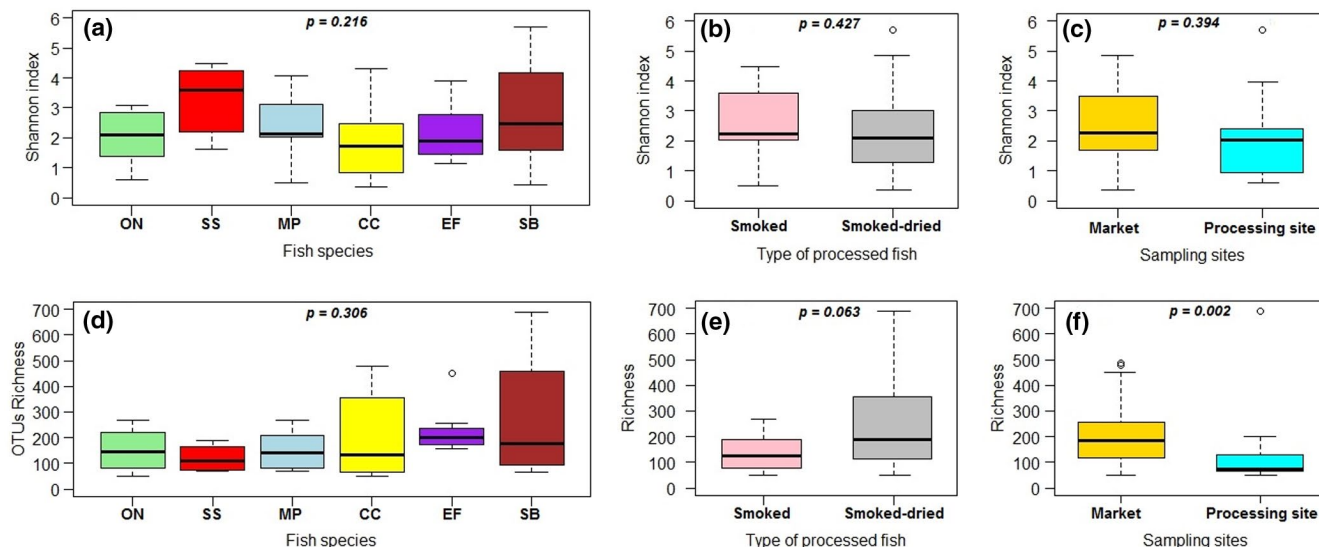 (a)
p = 0.216
Shannon index
6
5
4
3
2
1
0
ON SS MP CC EF SB
Fish species
(b)
p = 0.427
Shannon index
6
5
4
3
2
1
0
Smoked Smoked-dried
Type of processed fish
(c)
p = 0.394
Shannon index
6
5
4
3
2
1
0
Market Processing site
Sampling sites
(d)
p = 0.306
OTUs Richness
700
600
500
400
300
200
100
0
ON SS MP CC EF SB
Fish species
(e)
p = 0.063
Richness
700
600
500
400
300
200
100
0
Smoked Smoked-dried
Type of processed fish
(f)
p = 0.002
Richness
700
600
500
400
300
200
100
0
Market Processing site
Sampling sites